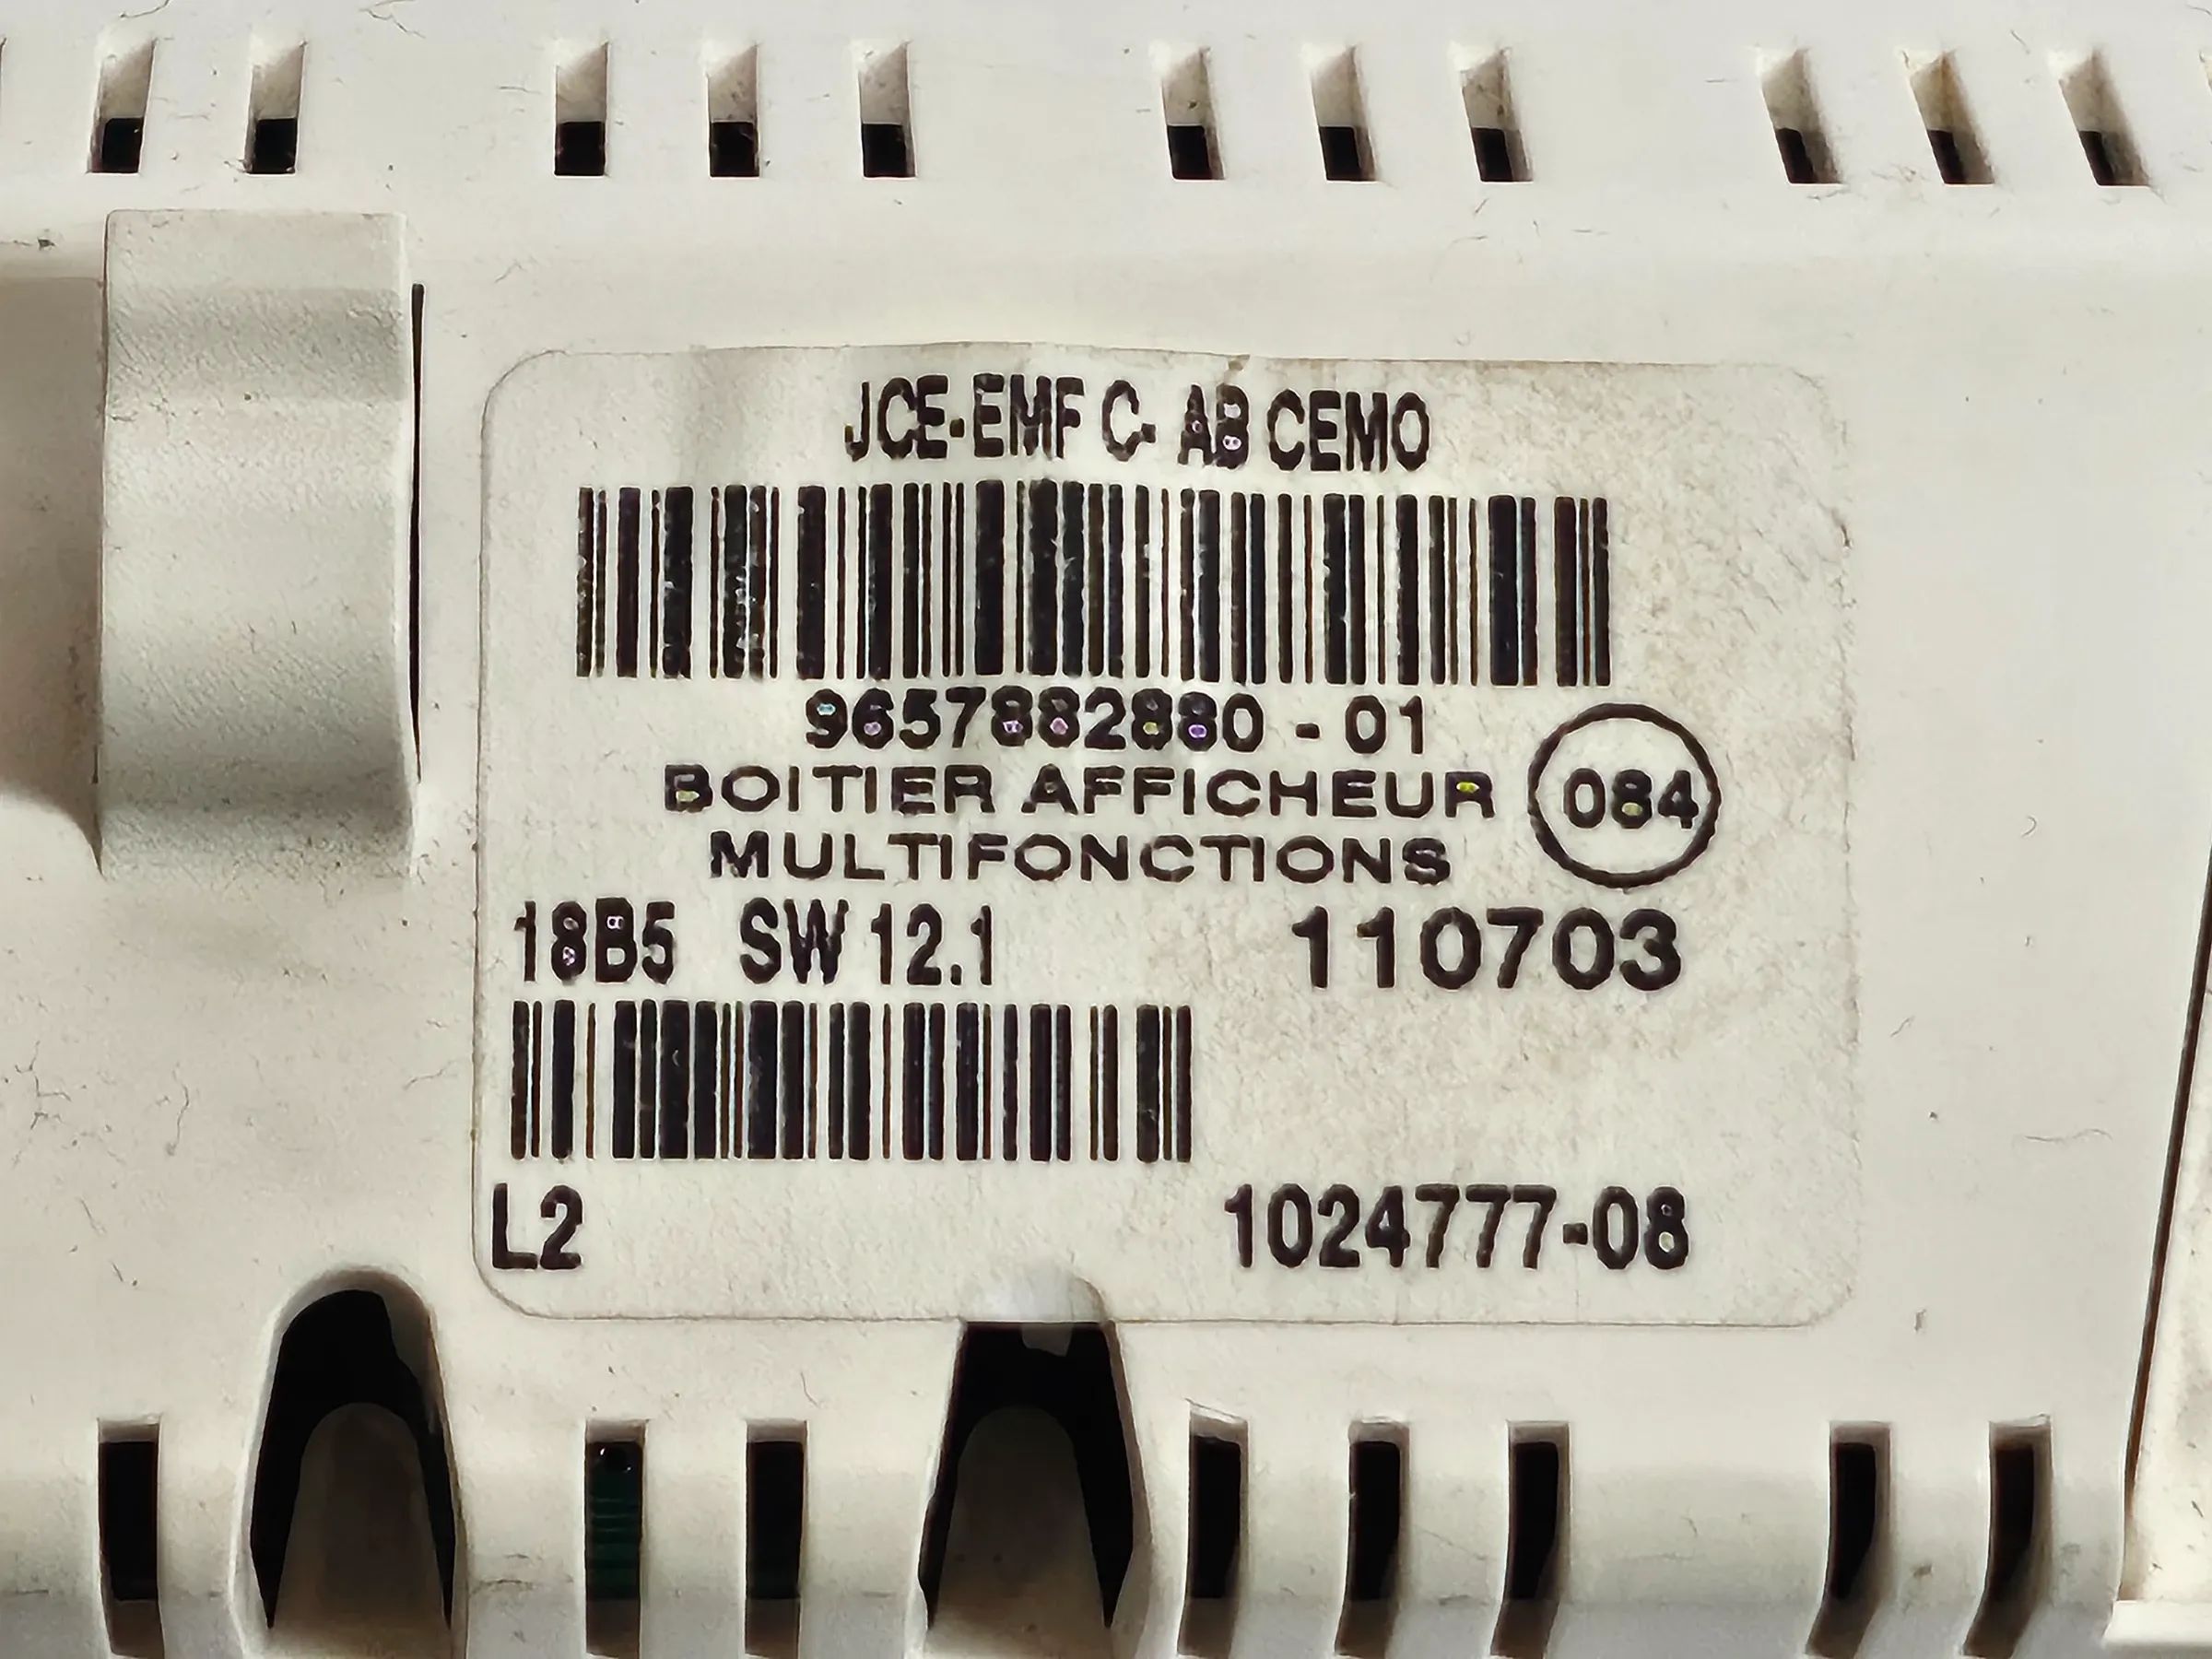 JCE-EMF C- AB CEMO
9657882880 - 01
BOITIER AFFICHEUR
MULTIFONCTIONS
084
18B5 SW 12.1 110703
L2 1024777-08